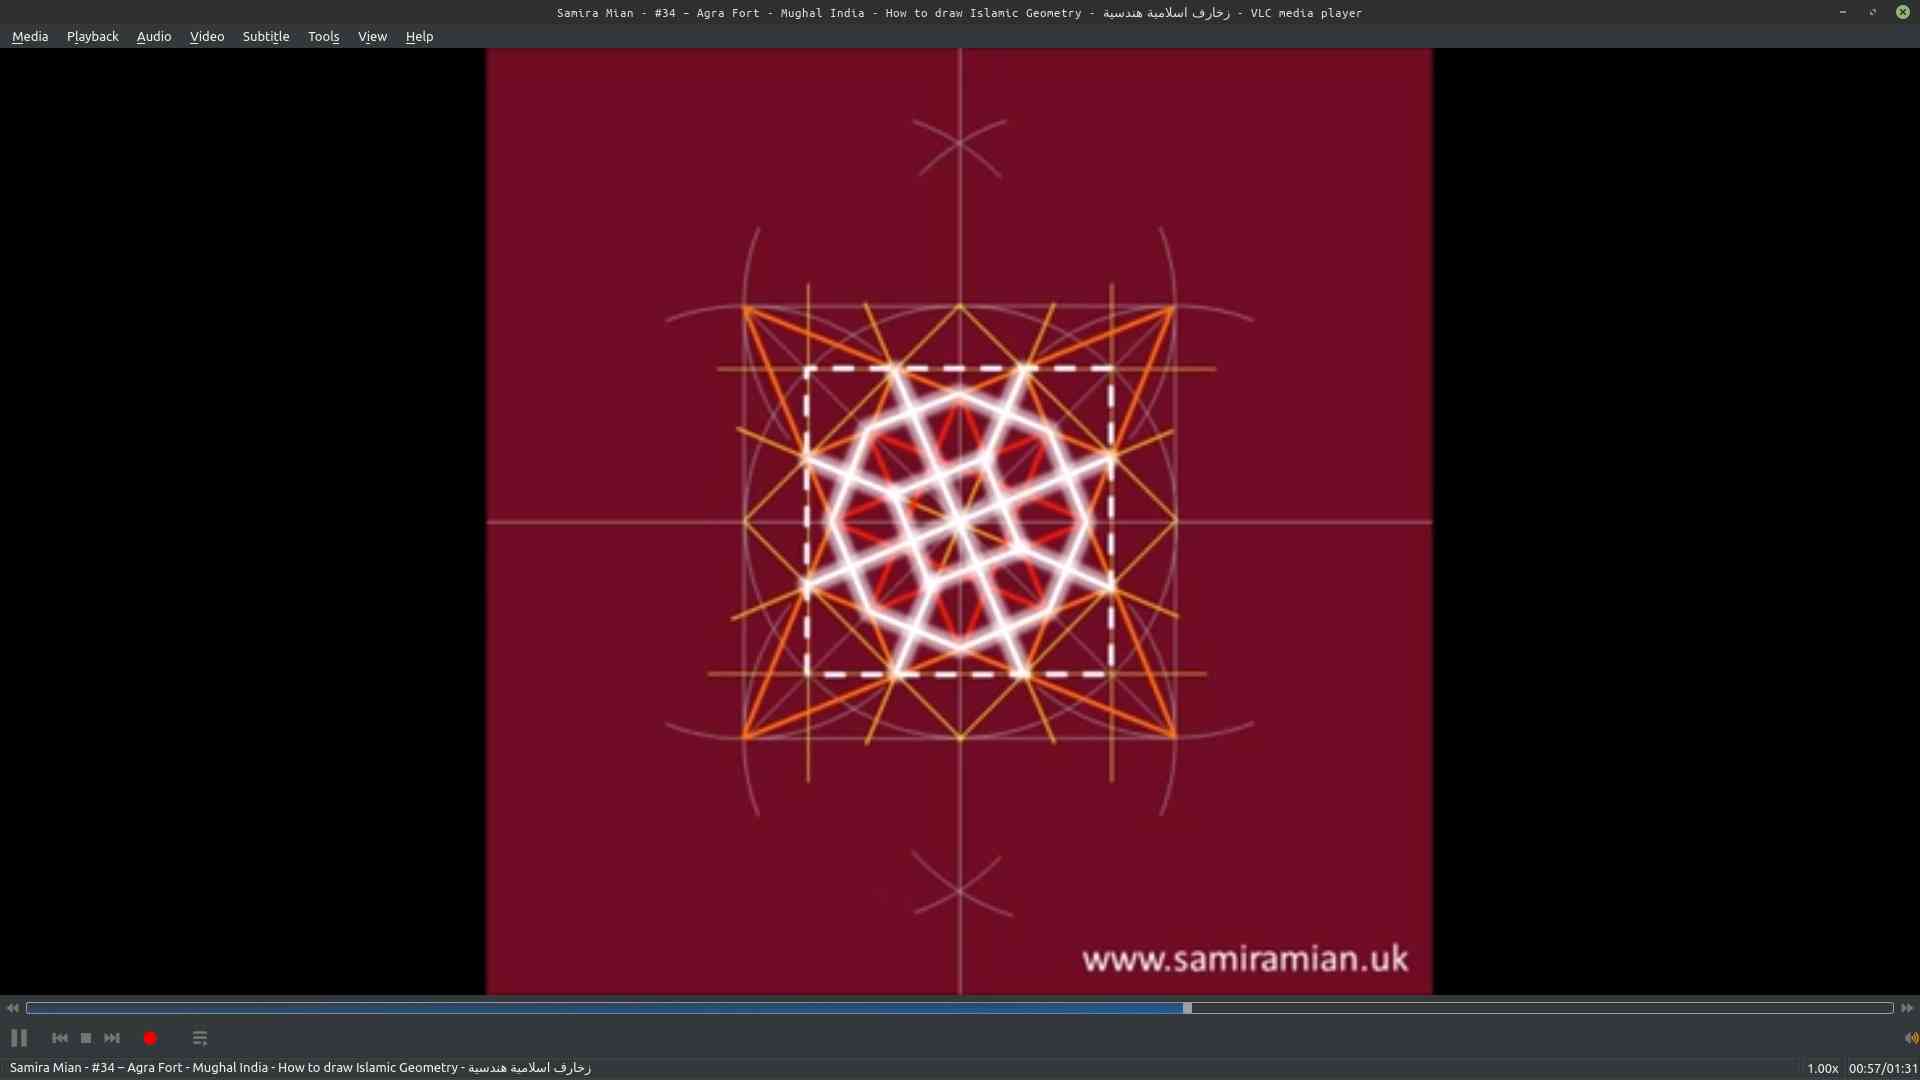 Samira Mian - #34 – Agra Fort - Mughal India - How to draw Islamic Geometry - زخارف اسلامية هندسية - VLC media player
Media Playback Audio Video Subtitle Tools View Help
www.samiramian.uk
Samira Mian - #34 – Agra Fort - Mughal India - How to draw Islamic Geometry - زخارف اسلامية هندسية 1.00x 00:57/01:31